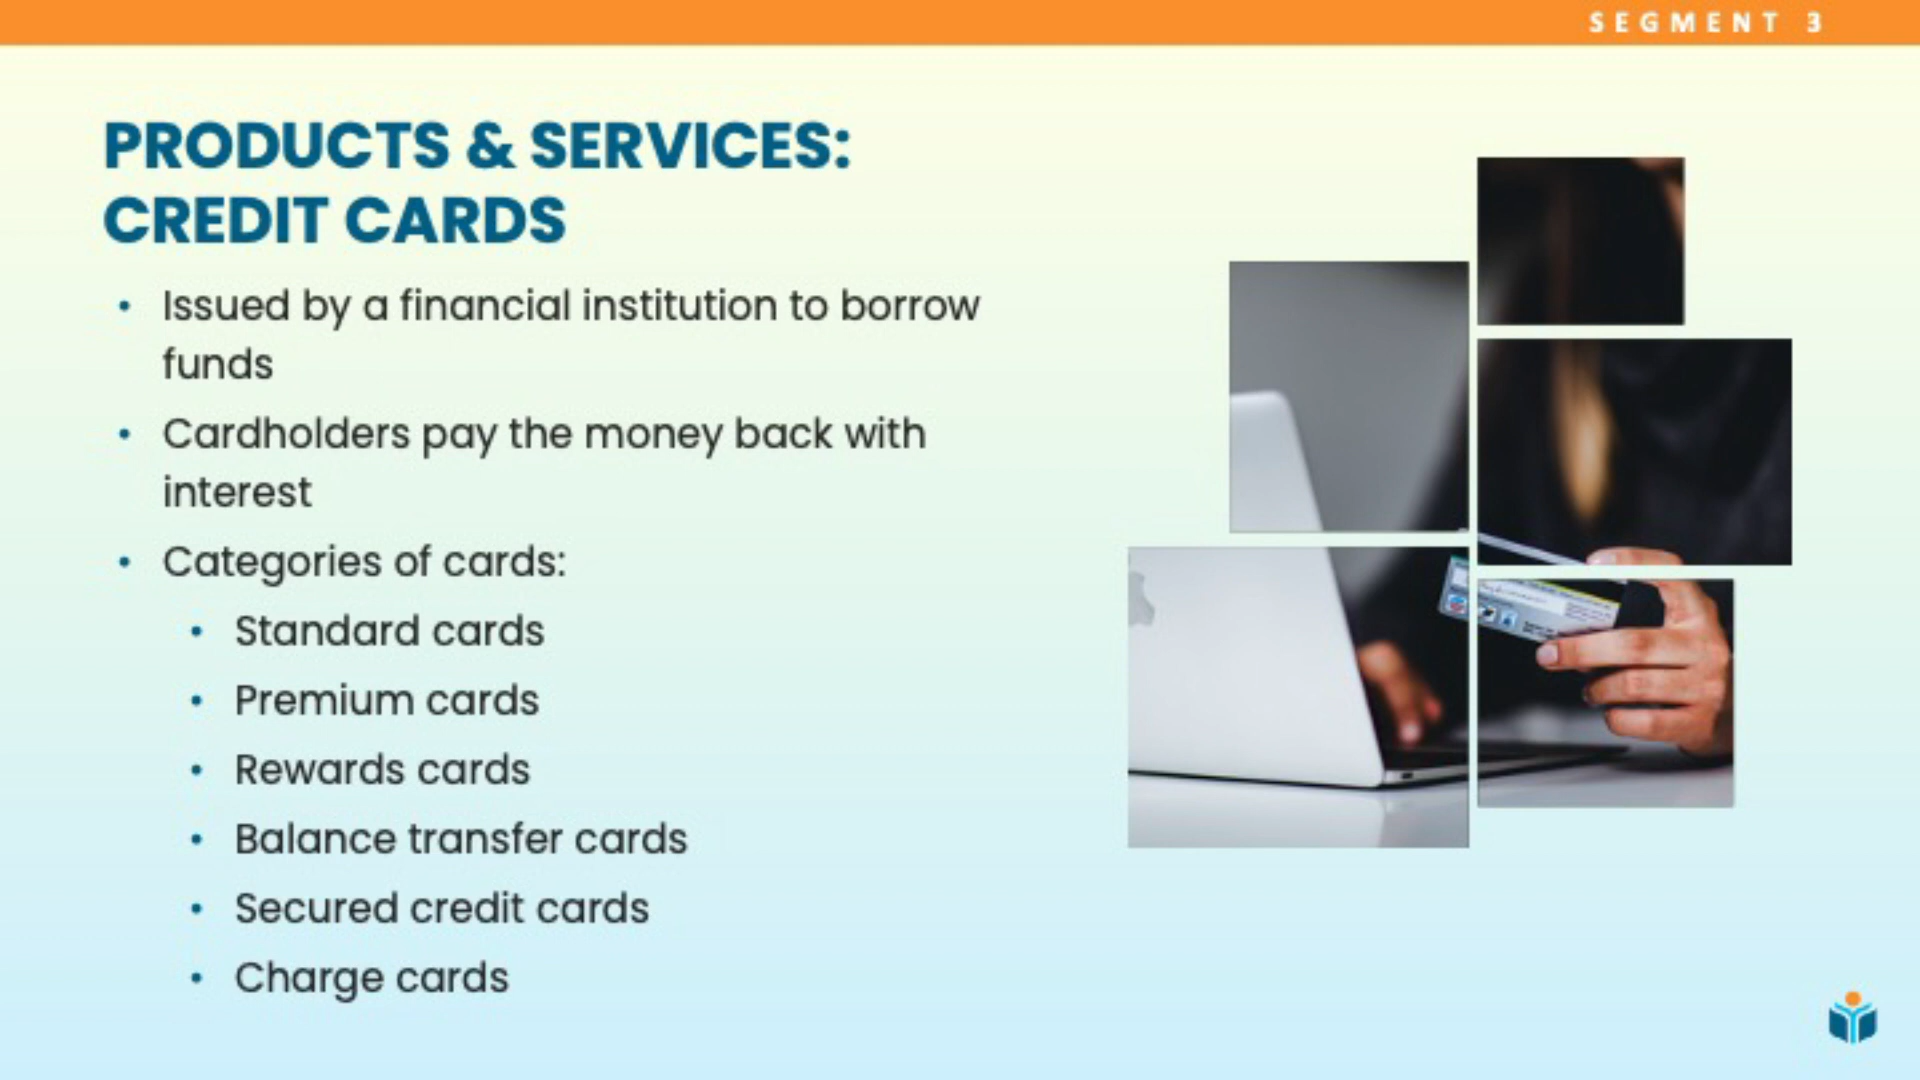 SEGMENT 3
PRODUCTS & SERVICES:
CREDIT CARDS
• Issued by a financial institution to borrow
funds
• Cardholders pay the money back with
interest
• Categories of cards:
• Standard cards
• Premium cards
• Rewards cards
• Balance transfer cards
• Secured credit cards
• Charge cards